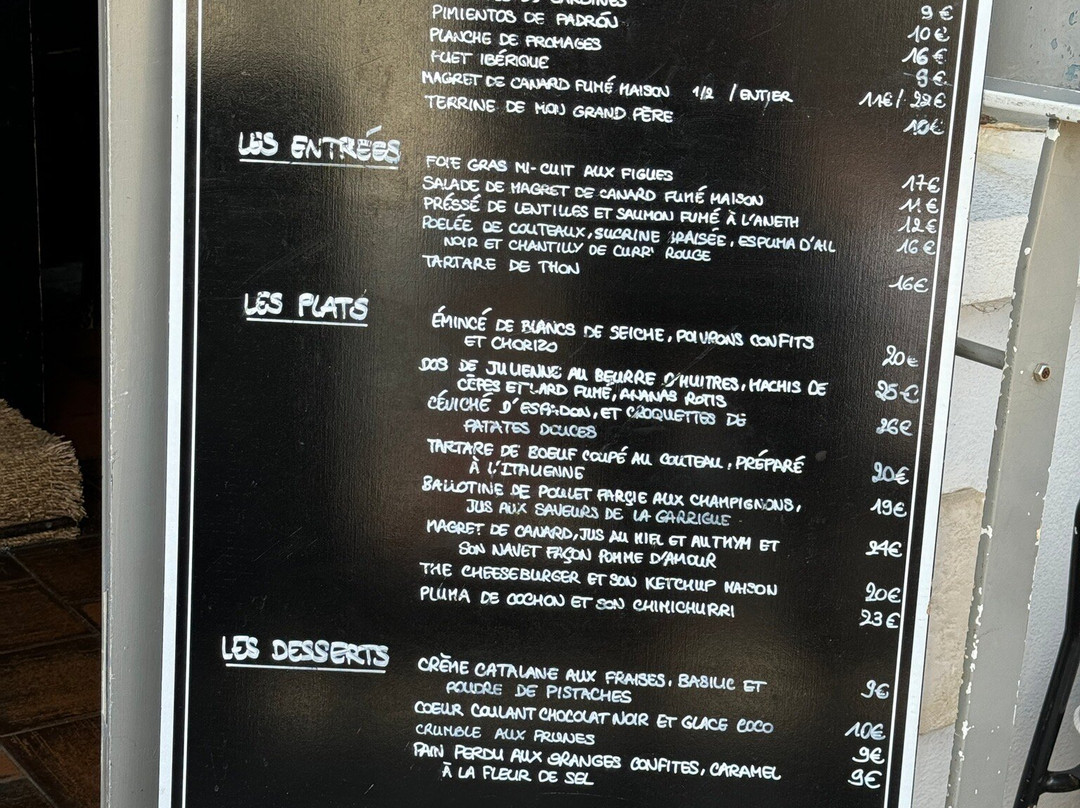 PIMIENTOS DE PADRÓN 9€
PLANCHE DE FROMAGES 10€
FUET IBÉRIQUE 16€
9€
MAGRET DE CANARD FUMÉ MAISON 1/2 / ENTIER 11€ / 22€
TERRINE DE MON GRAND PÈRE 10€
LES ENTRÉES
FOIE GRAS MI-CUIT AUX FIGUES 17€
SALADE DE MAGRET DE CANARD FUMÉ MAISON 11€
PRÉSSÉ DE LENTILLES ET SAUMON FUMÉ À L'ANETH 12€
POELÉE DE COUTEAUX, SUCRINE BRAISÉE, ESPUMA D'AIL 16€
NOIR ET CHANTILLY DE CURR' ROUGE
TARTARE DE THON 16€
LES PLATS
ÉMINCÉ DE BLANCS DE SEICHE, POIVRONS CONFITS
ET CHORIZO 20€
DOS DE JULIENNE AU BEURRE D'HUITRES, HACHIS DE
CÈPES ET LARD FUMÉ, ANANAS ROTIS 25€
CÉVICHÉ D'ESPADON, ET CROQUETTES DE
PATATES DOUCES 26€
TARTARE DE BOEUF COUPÉ AU COUTEAU, PRÉPARÉ
À L'ITALIENNE 20€
BALLOTINE DE POULET FARÇIE AUX CHAMPIGNONS,
JUS AUX SAVEURS DE LA GARRIGUE 19€
MAGRET DE CANARD, JUS AU MIEL ET AU THYM ET
SON NAVET FAÇON POMME D'AMOUR 24€
THE CHEESEBURGER ET SON KETCHUP MAISON 20€
PLUMA DE COCHON ET SON CHIMICHURRI 23€
LES DESSERTS
CRÈME CATALANE AUX FRAISES, BASILIC ET
POUDRE DE PISTACHES 9€
COEUR COULANT CHOCOLAT NOIR ET GLACE COCO 10€
CRUMBLE AUX PRUNES 9€
PAIN PERDU AUX ORANGES CONFITES, CARAMEL 9€
À LA FLEUR DE SEL